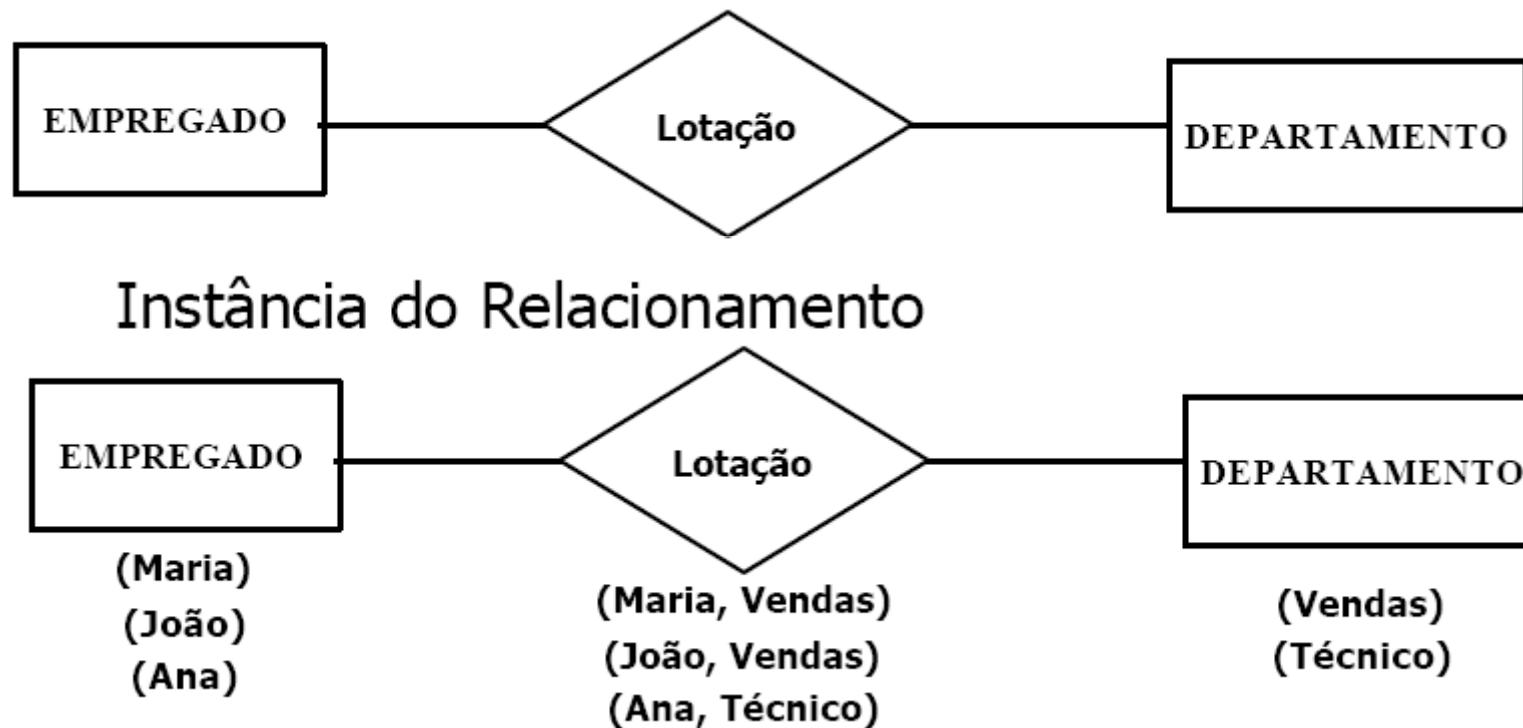 EMPREGADO
Lotação
DEPARTAMENTO
Instância do Relacionamento
EMPREGADO
Lotação
DEPARTAMENTO
(Maria)
(João)
(Ana)
(Maria, Vendas)
(João, Vendas)
(Ana, Técnico)
(Vendas)
(Técnico)